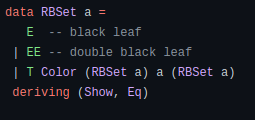 data RBSet a =
E -- black leaf
| EE -- double black leaf
| T Color (RBSet a) a (RBSet a)
deriving (Show, Eq)